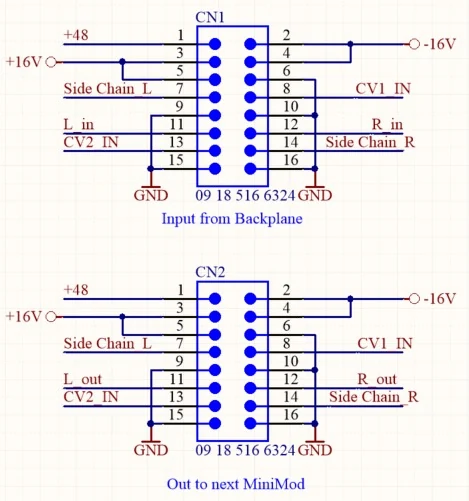 CN1
+48 1 2 -16V
+16V 3 4
5 6
Side Chain_L 7 8 CV1_IN
9 10
L_in 11 12 R_in
CV2_IN 13 14 Side Chain_R
15 16
GND 09 18 516 6324 GND
Input from Backplane
CN2
+48 1 2 -16V
+16V 3 4
5 6
Side Chain_L 7 8 CV1_IN
9 10
L_out 11 12 R_out
CV2_IN 13 14 Side Chain_R
15 16
GND 09 18 516 6324 GND
Out to next MiniMod